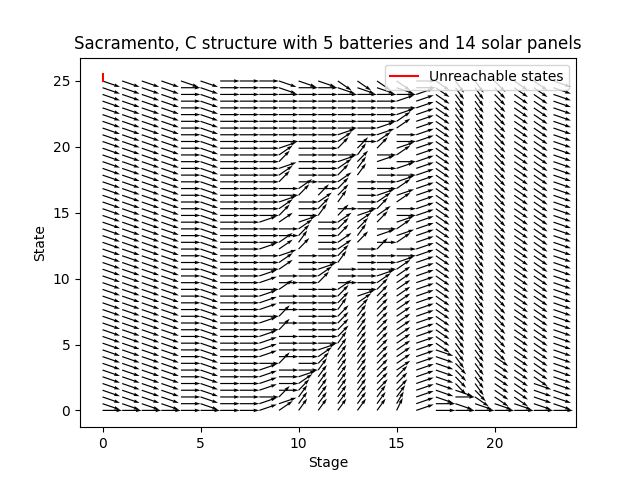 Sacramento, C structure with 5 batteries and 14 solar panels
Unreachable states
25
20
15
10
5
0
State
0 5 10 15 20
Stage